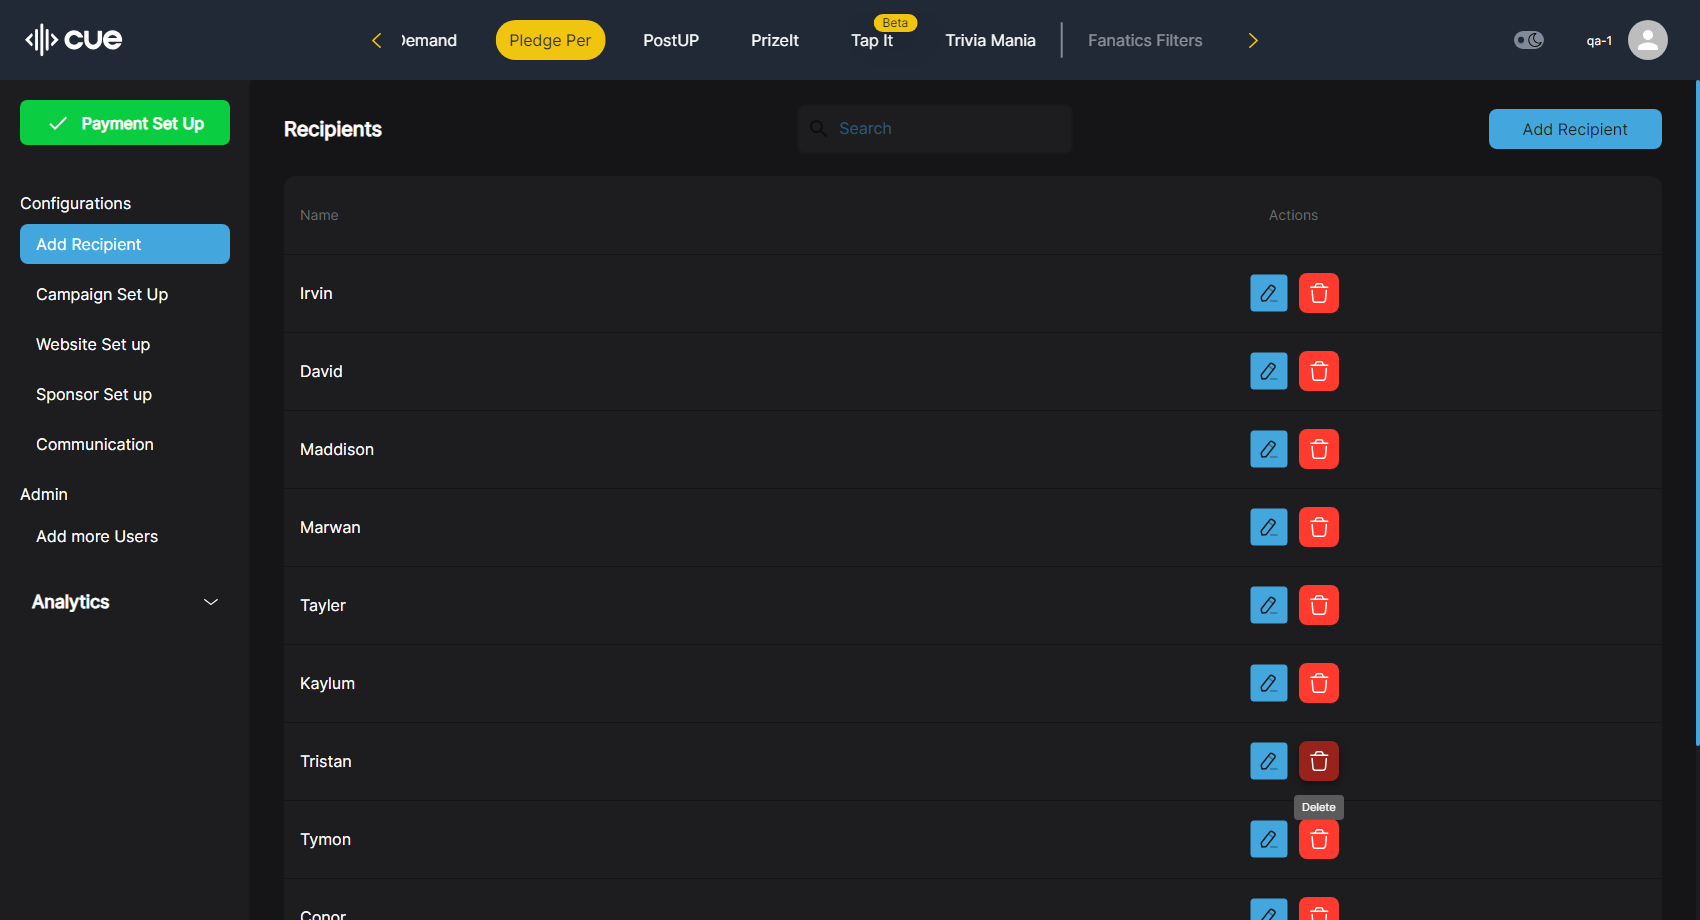 cue
Demand
Pledge Per
PostUP
PrizeIt
Beta
Tap It
Trivia Mania
Fanatics Filters
qa-1
Payment Set Up
Configurations
Add Recipient
Campaign Set Up
Website Set up
Sponsor Set up
Communication
Admin
Add more Users
Analytics
Recipients
Search
Add Recipient
Name
Actions
Irvin
David
Maddison
Marwan
Tayler
Kaylum
Tristan
Delete
Tymon
Conor